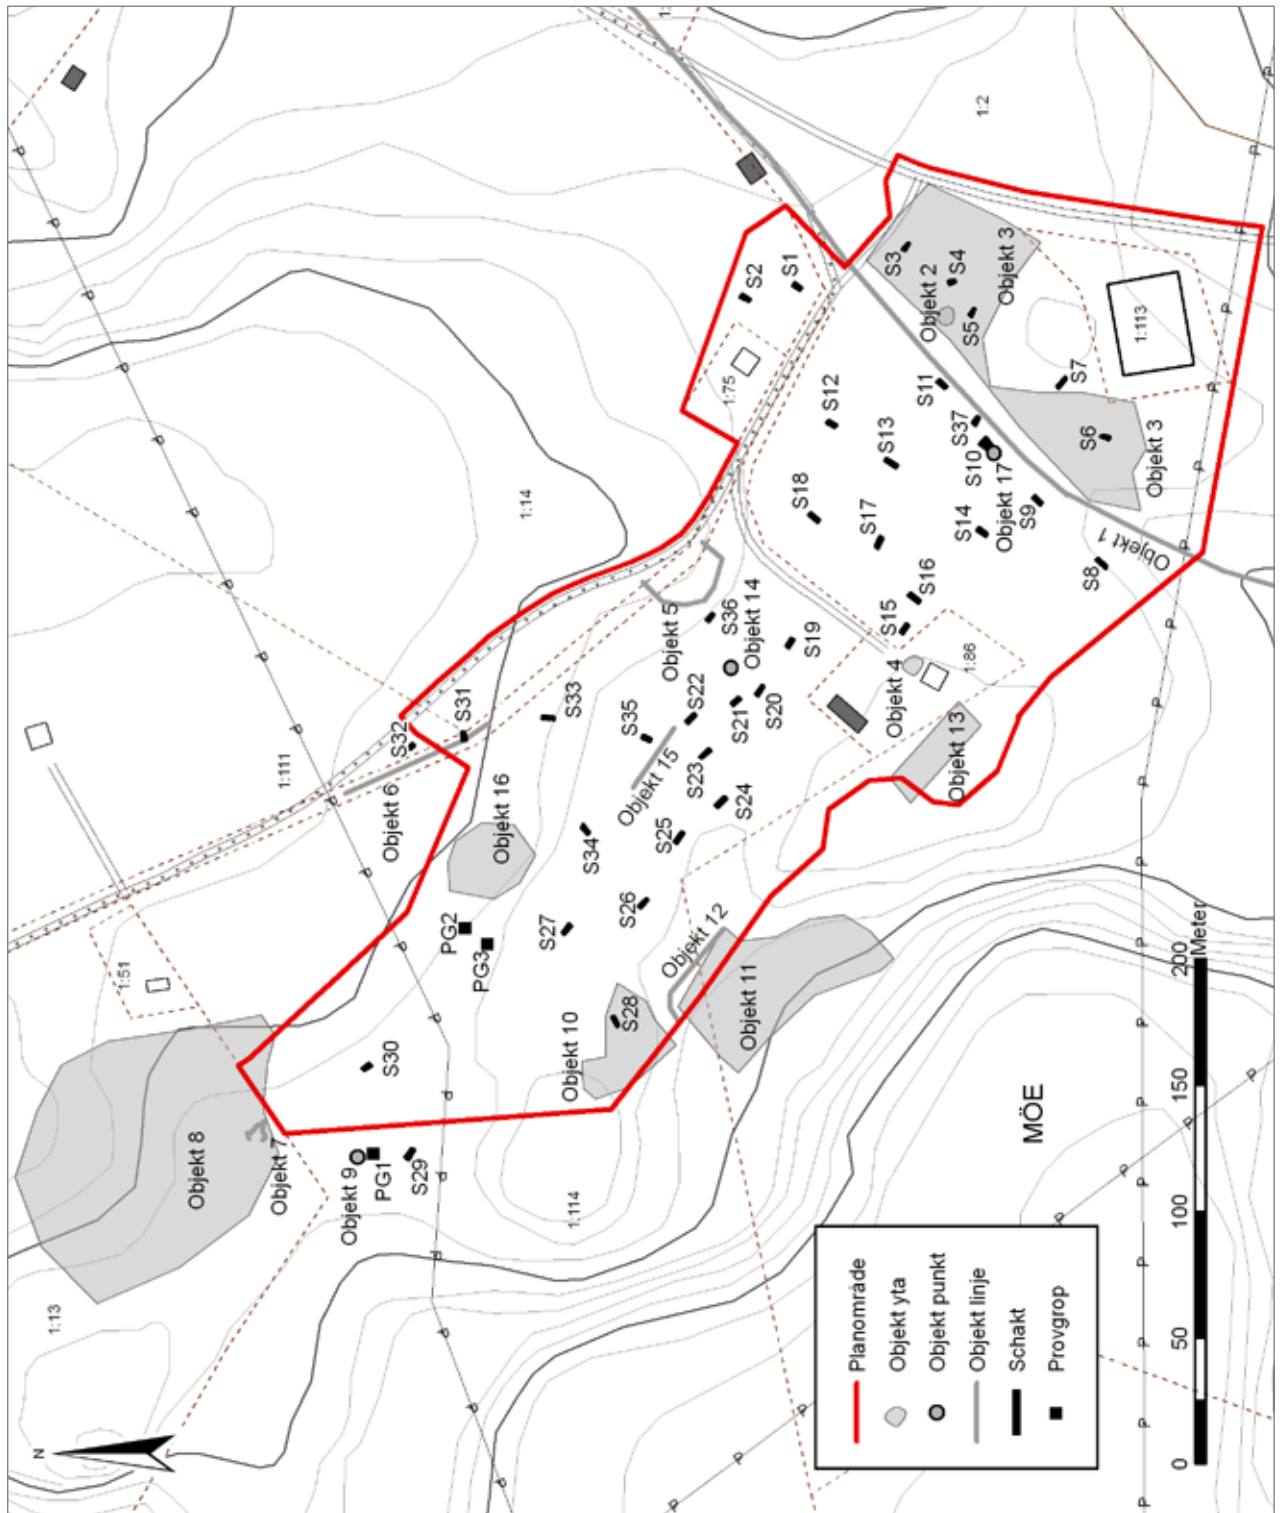 N
1:13
Objekt 8
Objekt 7
1:51
Objekt 9
PG1
S29
S30
1:114
Objekt 10
S28
PG2
PG3
Objekt 16
Objekt 6
1:111
S32
S31
S33
1:14
S27
S34
S26
S25
S24
S23
Objekt 15
S35
S22
S21
S20
Objekt 5
S36
Objekt 14
S19
Objekt 12
Objekt 11
Objekt 13
Objekt 4
1:86
S15
S16
S17
S18
S13
S12
S14
Objekt 17
S10
S37
S11
S9
S8
Objekt 1
1:75
S2
S1
1:2
1:
S3
S4
S5
Objekt 2
Objekt 3
S7
S6
Objekt 3
1:113
MÖE
Planområde
Objekt yta
Objekt punkt
Objekt linje
Schakt
Provgrop
0
50
100
150
200
Meter